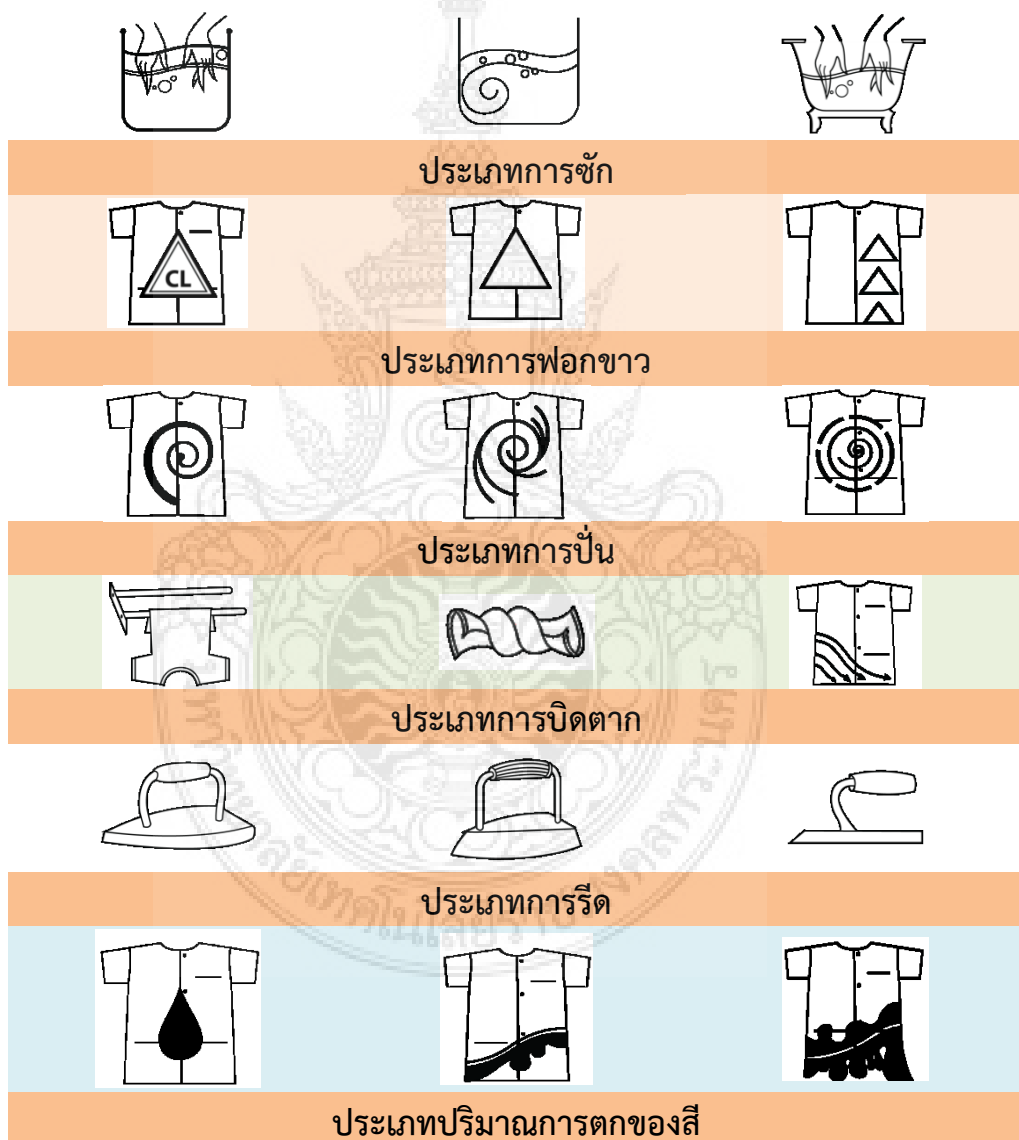 CL
ประเภทการซัก
ประเภทการฟอกขาว
ประเภทการปั่น
ประเภทการบิดตาก
ประเภทการรีด
ประเภทปริมาณการตกของสี